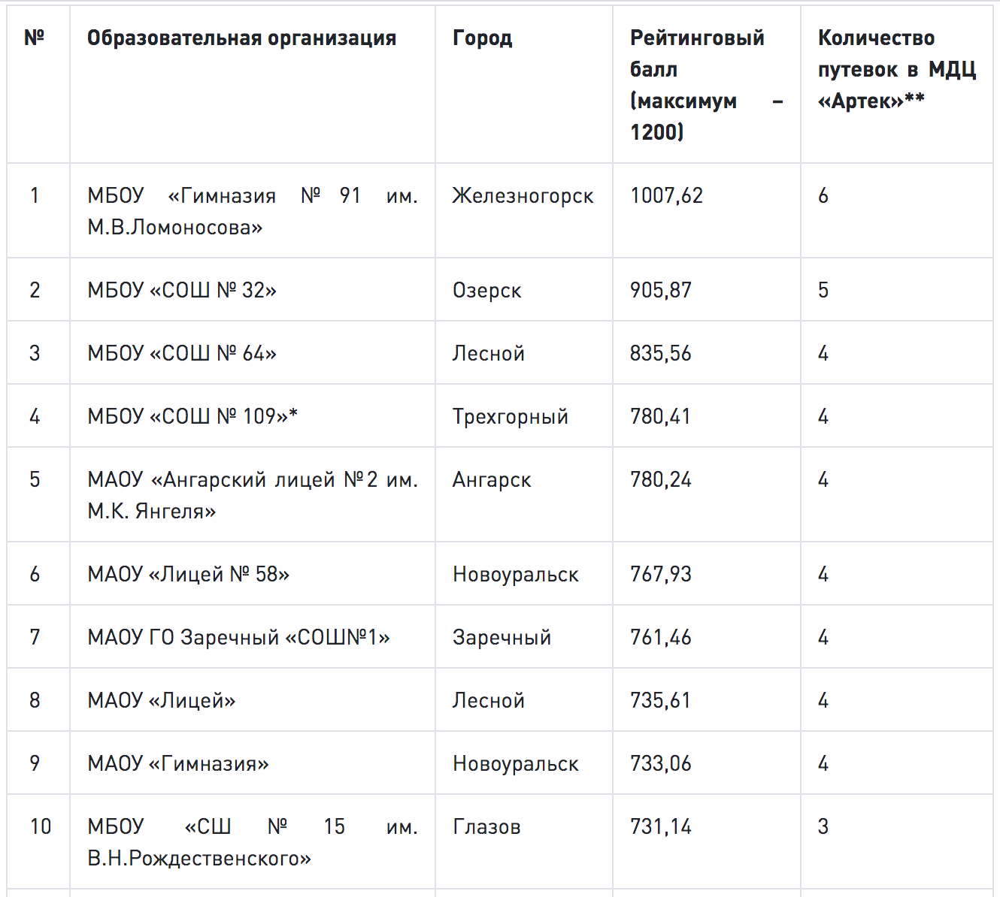 № Образовательная организация Город Рейтинговый Количество
балл путевок в МДЦ
(максимум – «Артек»**
1200)
1 МБОУ «Гимназия № 91 им. Железногорск 1007,62 6
М.В.Ломоносова»
2 МБОУ «СОШ № 32» Озерск 905,87 5
3 МБОУ «СОШ № 64» Лесной 835,56 4
4 МБОУ «СОШ № 109»* Трехгорный 780,41 4
5 МАОУ «Ангарский лицей №2 им. Ангарск 780,24 4
М.К. Янгеля»
6 МАОУ «Лицей № 58» Новоуральск 767,93 4
7 МАОУ ГО Заречный «СОШ№1» Заречный 761,46 4
8 МАОУ «Лицей» Лесной 735,61 4
9 МАОУ «Гимназия» Новоуральск 733,06 4
10 МБОУ «СШ № 15 им. Глазов 731,14 3
В.Н.Рождественского»